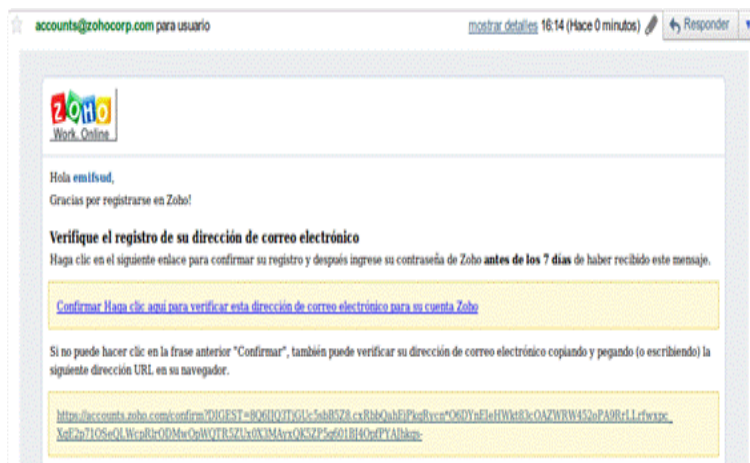 accounts@zohocorp.com para usuario
mostrar detalles 16:14 (Hace 0 minutos)
Responder
ZOHO
Work. Online
Hola emifsud,
Gracias por registrarse en Zoho!
Verifique el registro de su dirección de correo electrónico
Haga clic en el siguiente enlace para confirmar su registro y después ingrese su contraseña de Zoho antes de los 7 días de haber recibido este mensaje.
Confirmar Haga clic aquí para verificar esta dirección de correo electrónico para su cuenta Zoho
Si no puede hacer clic en la frase anterior "Confirmar", también puede verificar su dirección de correo electrónico copiando y pegando (o escribiendo) la
siguiente dirección URL en su navegador.